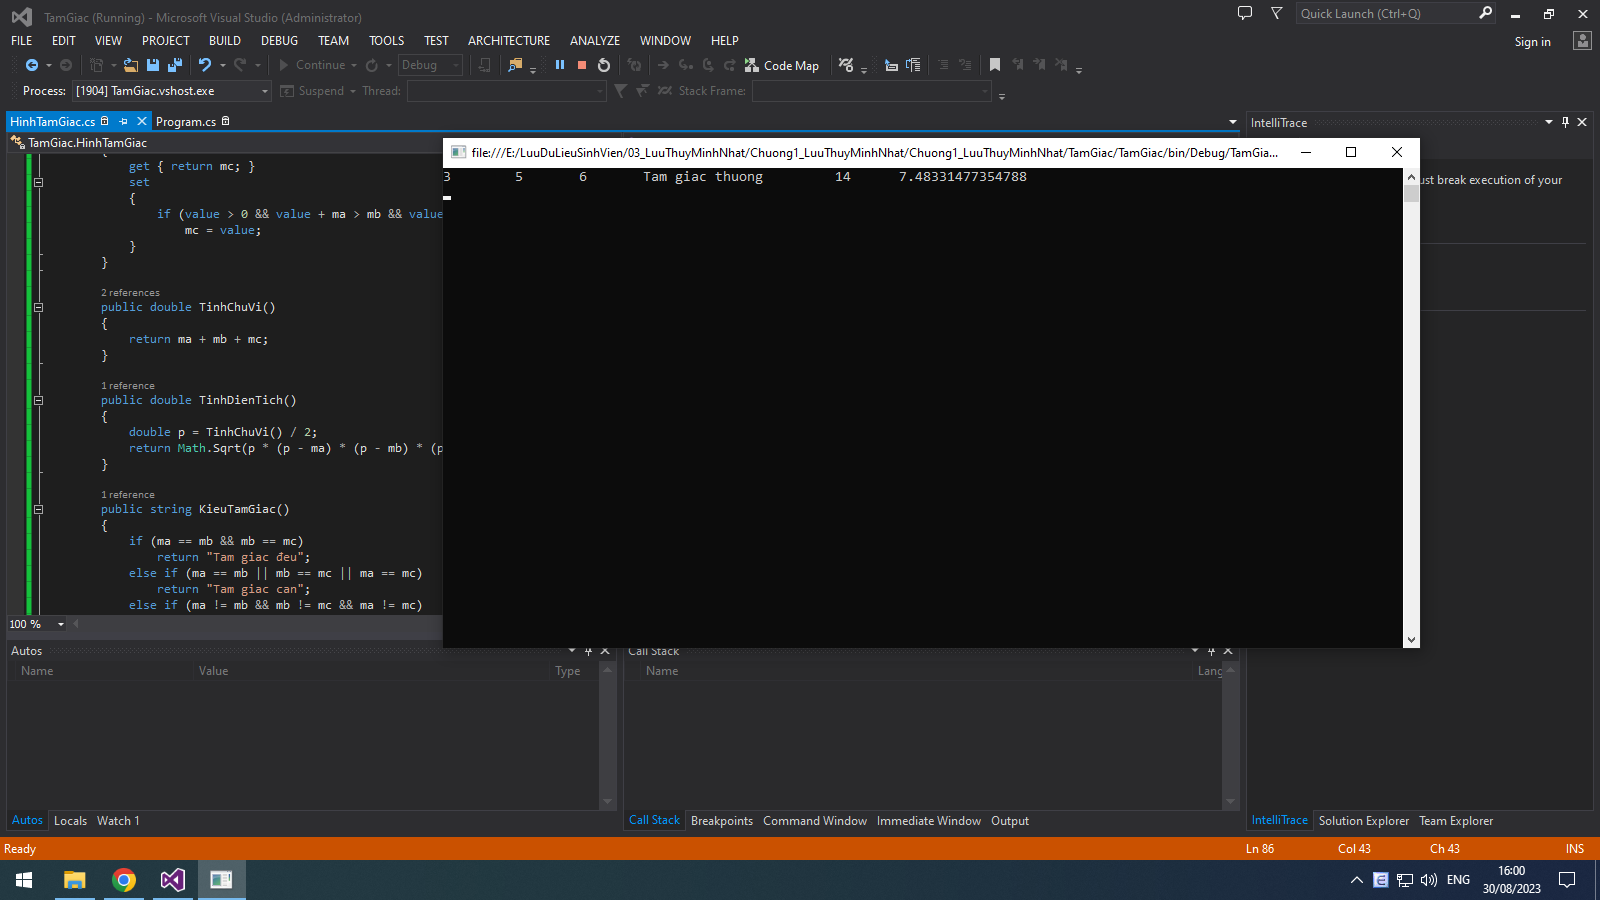 TamGiac (Running) - Microsoft Visual Studio (Administrator)
Quick Launch (Ctrl+Q)
FILE EDIT VIEW PROJECT BUILD DEBUG TEAM TOOLS TEST ARCHITECTURE ANALYZE WINDOW HELP
Sign in
Continue Debug Code Map
Process: [1904] TamGiac.vshost.exe Suspend Thread: Stack Frame:
HinhTamGiac.cs Program.cs
IntelliTrace
TamGiac.HinhTamGiac
file:///E:/LuuDuLieuSinhVien/03_LuuThuyMinhNhat/Chuong1_LuuThuyMinhNhat/Chuong1_LuuThuyMinhNhat/TamGiac/TamGiac/bin/Debug/TamGia...
3 5 6 Tam giac thuong 14 7.48331477354788
ust break execution of your
{
get { return mc; }
set
{
if (value > 0 && value + ma > mb && value
mc = value;
}
}
2 references
public double TinhChuVi()
{
return ma + mb + mc;
}
1 reference
public double TinhDienTich()
{
double p = TinhChuVi() / 2;
return Math.Sqrt(p * (p - ma) * (p - mb) * (p
}
1 reference
public string KieuTamGiac()
{
if (ma == mb && mb == mc)
return "Tam giac đeu";
else if (ma == mb || mb == mc || ma == mc)
return "Tam giac can";
else if (ma != mb && mb != mc && ma != mc)
100 %
Autos
Name Value Type
Call Stack
Name Lang
Autos Locals Watch 1
Call Stack Breakpoints Command Window Immediate Window Output
IntelliTrace Solution Explorer Team Explorer
Ready Ln 86 Col 43 Ch 43 INS
ENG
16:00
30/08/2023